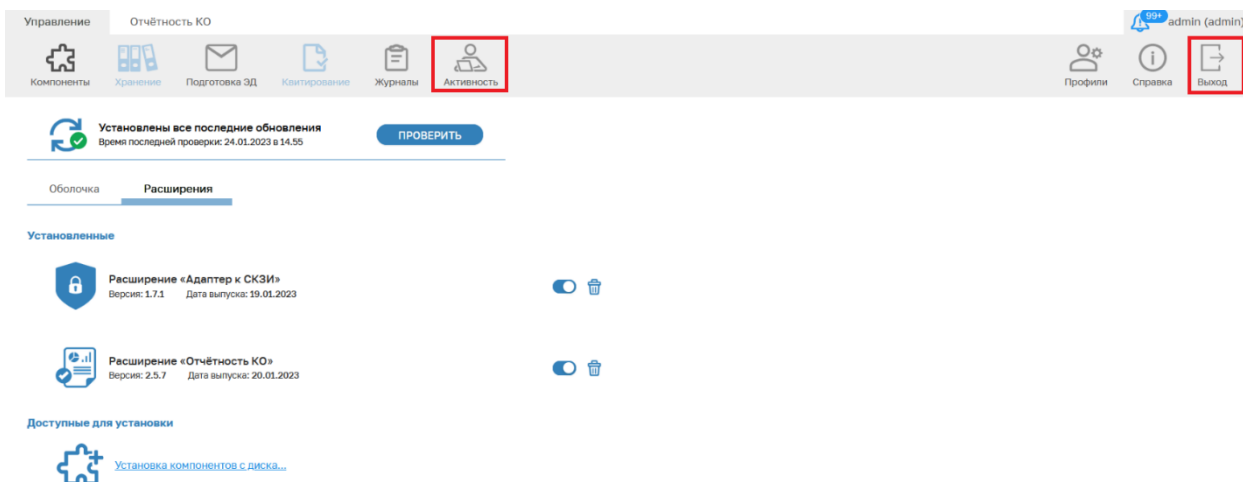 Управление Отчётность КО 99+ admin (admin)
Компоненты Хранение Подготовка ЭД Квитирование Журналы Активность Профили Справка Выход
Установлены все последние обновления
Время последней проверки: 24.01.2023 в 14.55
ПРОВЕРИТЬ
Оболочка Расширения
Установленные
Расширение «Адаптер к СКЗИ»
Версия: 1.7.1 Дата выпуска: 19.01.2023
Расширение «Отчётность КО»
Версия: 2.5.7 Дата выпуска: 20.01.2023
Доступные для установки
Установка компонентов с диска...